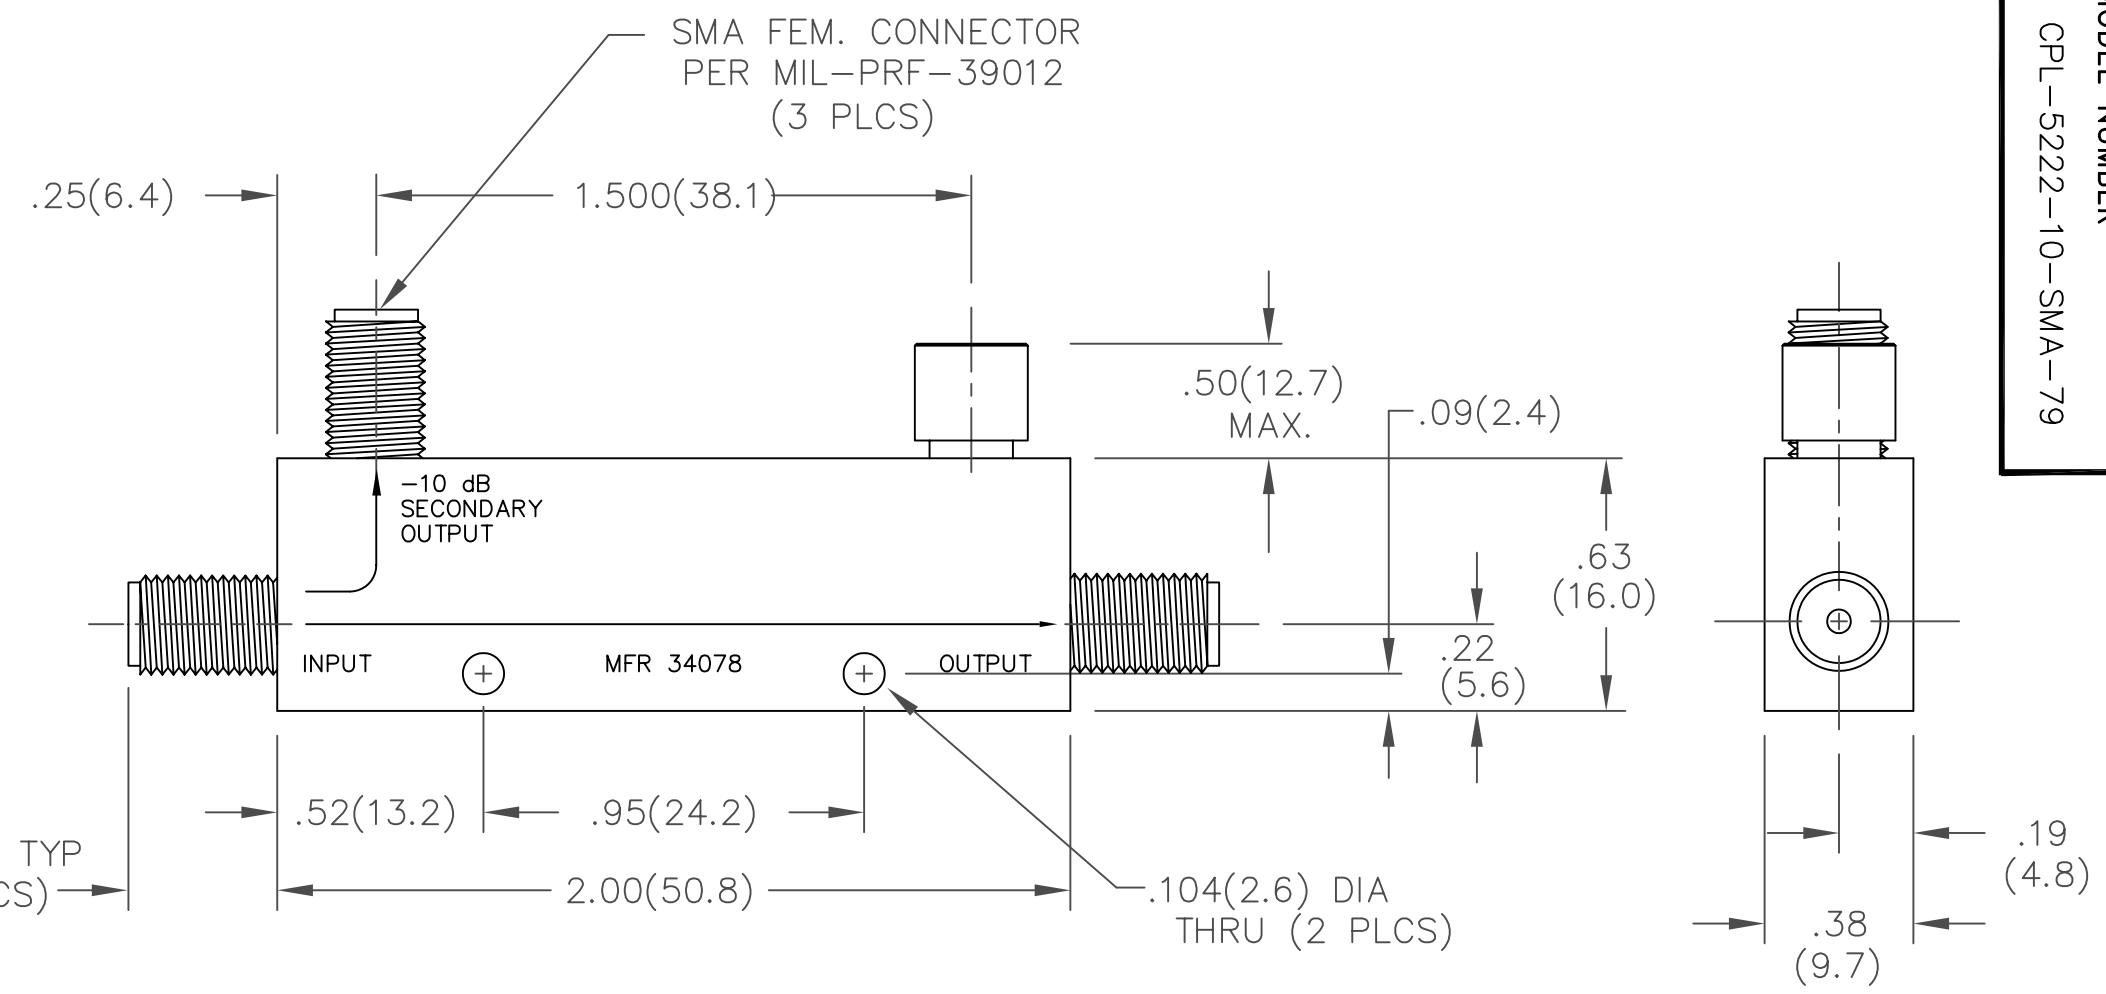 SMA FEM. CONNECTOR
PER MIL-PRF-39012
(3 PLCS)
.25(6.4)
1.500(38.1)
.50(12.7)
MAX.
.09(2.4)
-10 dB
SECONDARY
OUTPUT
.63
(16.0)
.22
(5.6)
INPUT
MFR 34078
OUTPUT
.52(13.2)
.95(24.2)
TYP
2.00(50.8)
.104(2.6) DIA
THRU (2 PLCS)
.19
(4.8)
.38
(9.7)
NUMBER
CPL-5222-10-SMA-79